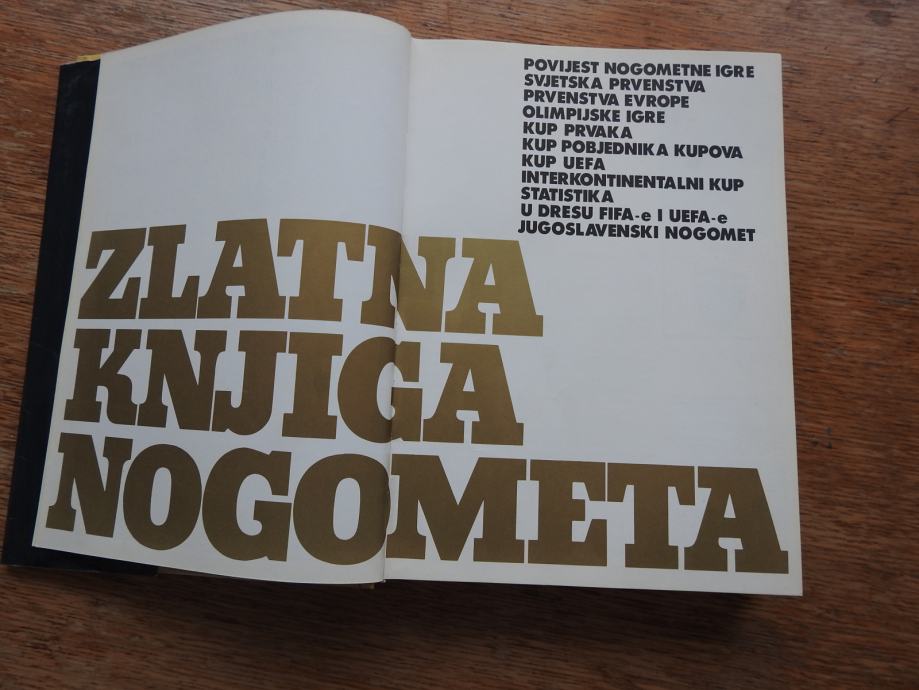 POVIJEST NOGOMETNE IGRE
SVJETSKA PRVENSTVA
PRVENSTVA EVROPE
OLIMPIJSKE IGRE
KUP PRVAKA
KUP POBJEDNIKA KUPOVA
KUP UEFA
INTERKONTINENTALNI KUP
STATISTIKA
U DRESU FIFA-e I UEFA-e
JUGOSLAVENSKI NOGOMET
ZLATNA
KNJIGA
NOGOMETA